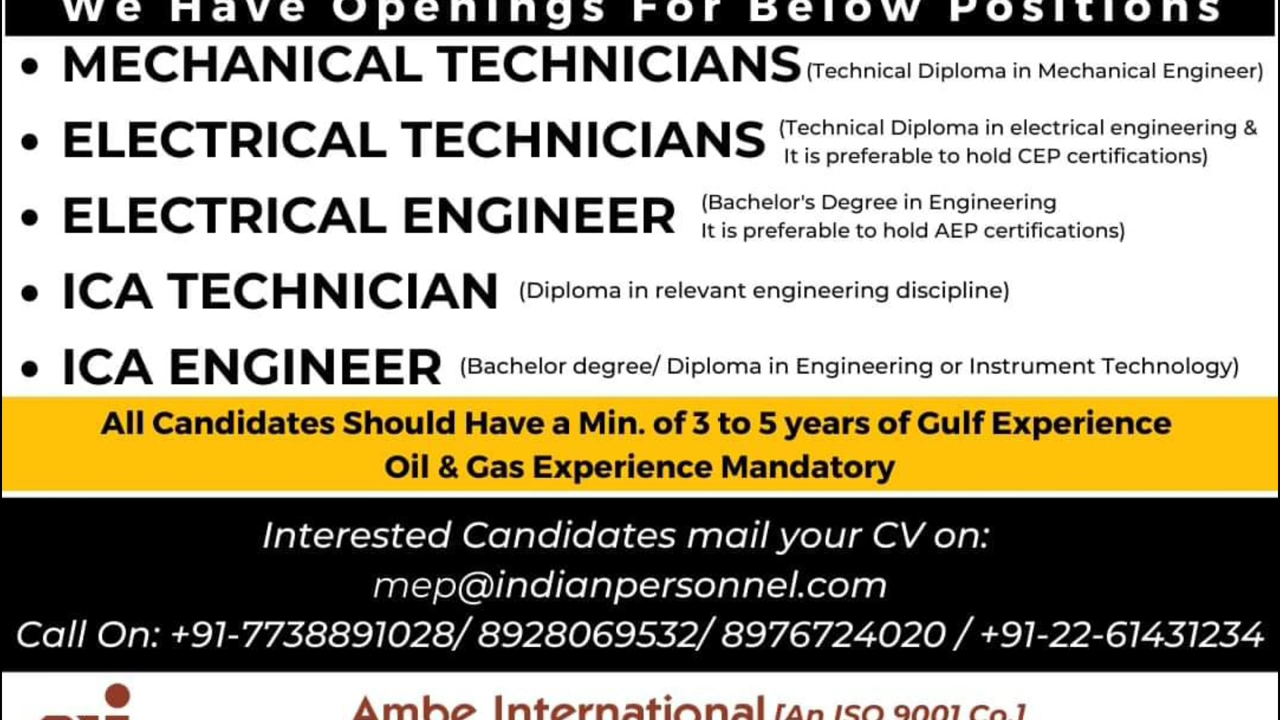 We Have Openings For Below Positions
• MECHANICAL TECHNICIANS (Technical Diploma in Mechanical Engineer)
• ELECTRICAL TECHNICIANS (Technical Diploma in electrical engineering &
It is preferable to hold CEP certifications)
• ELECTRICAL ENGINEER (Bachelor's Degree in Engineering
It is preferable to hold AEP certifications)
• ICA TECHNICIAN (Diploma in relevant engineering discipline)
• ICA ENGINEER (Bachelor degree/ Diploma in Engineering or Instrument Technology)
All Candidates Should Have a Min. of 3 to 5 years of Gulf Experience
Oil & Gas Experience Mandatory
Interested Candidates mail your CV on:
mep@indianpersonnel.com
Call On: +91-7738891028/ 8928069532/ 8976724020 / +91-22-61431234
Ambe International [An ISO 9001 Co.]